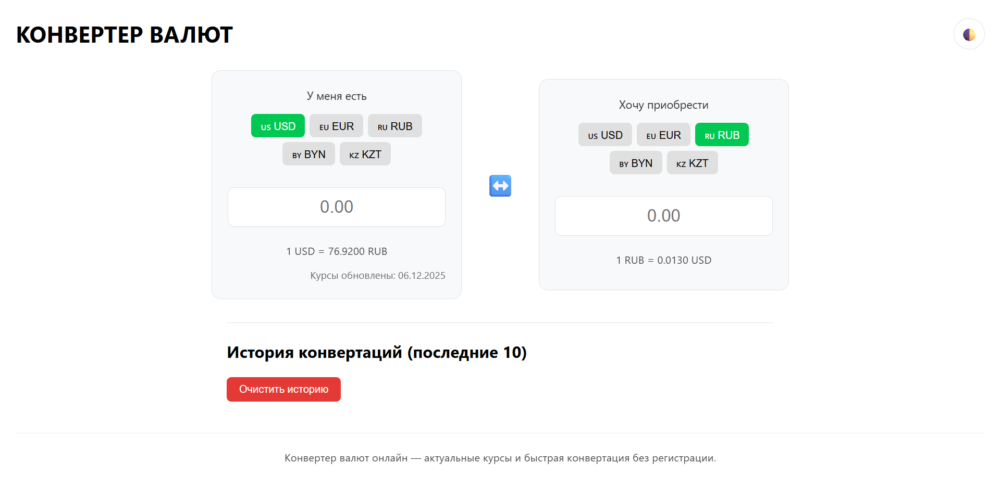 КОНВЕРТЕР ВАЛЮТ
У меня есть
US USD EU EUR RU RUB
BY BYN KZ KZT
0.00
1 USD = 76.9200 RUB
Курсы обновлены: 06.12.2025
Хочу приобрести
US USD EU EUR RU RUB
BY BYN KZ KZT
0.00
1 RUB = 0.0130 USD
История конвертаций (последние 10)
Очистить историю
Конвертер валют онлайн — актуальные курсы и быстрая конвертация без регистрации.